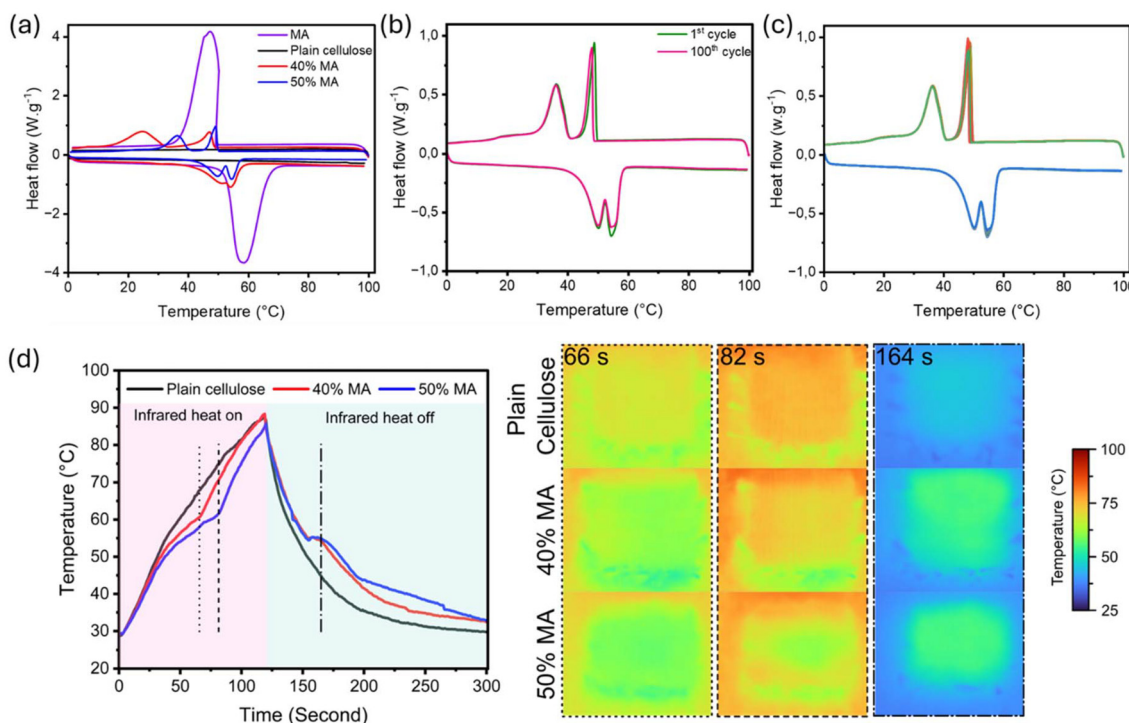 (a)
MA
Plain cellulose
40% MA
50% MA
4
2
0
−2
−4
Heat flow (W.g⁻¹)
0 20 40 60 80 100
Temperature (°C)
(b)
1ˢᵗ cycle
100ᵗʰ cycle
1,0
0,5
0,0
−0,5
−1,0
Heat flow (W.g⁻¹)
0 20 40 60 80 100
Temperature (°C)
(c)
1,0
0,5
0,0
−0,5
−1,0
Heat flow (W.g⁻¹)
0 20 40 60 80 100
Temperature (°C)
(d)
Plain cellulose 40% MA 50% MA
Infrared heat on Infrared heat off
100
90
80
70
60
50
40
30
20
Temperature (°C)
0 50 100 150 200 250 300
Time (Second)
66 s 82 s 164 s
Plain
Cellulose
40% MA
50% MA
100
75
50
25
Temperature (°C)